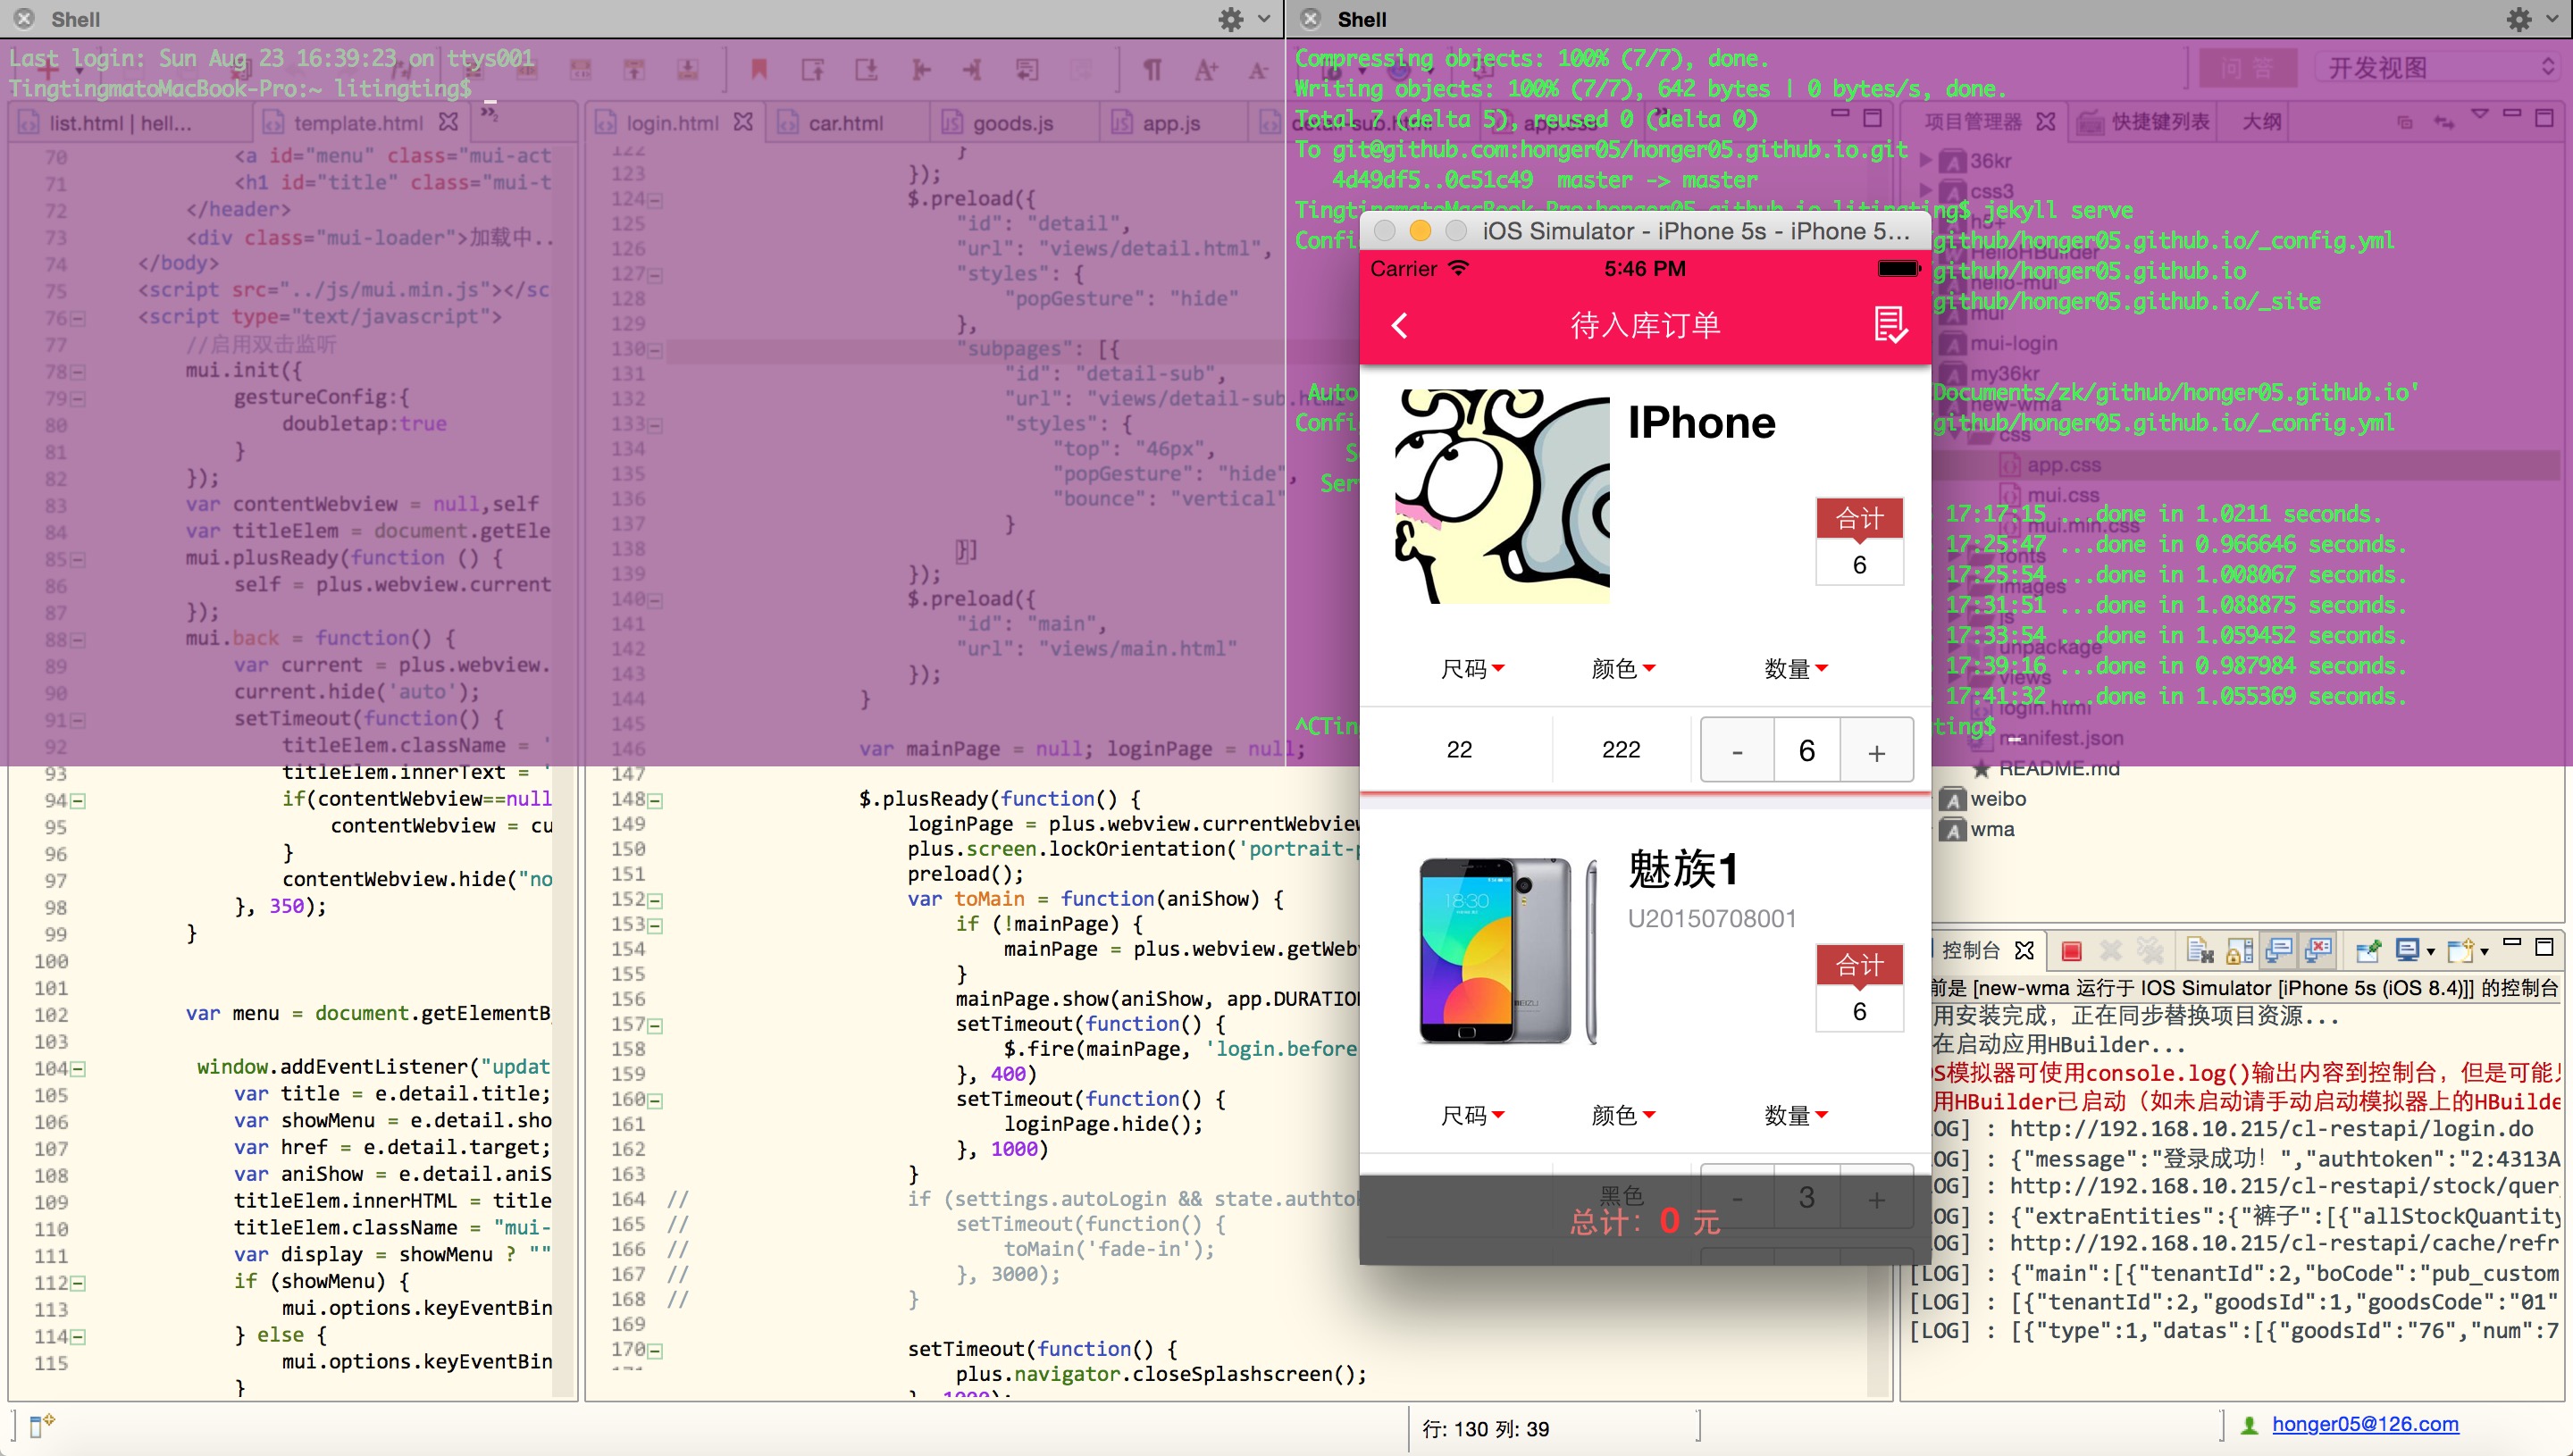 Shell
Last login: Sun Aug 23 16:39:23 on ttys001
TingtingmatoMacBook-Pro:~ litingting$
list.html | hell...
template.html
70 <a id="menu" class="mui-act
71 <h1 id="title" class="mui-t
72 </header>
73 <div class="mui-loader">加载中..
74 </body>
75 <script src="../js/mui.min.js"></sc
76 <script type="text/javascript">
77 //启用双击监听
78 mui.init({
79 gestureConfig:{
80 doubletap:true
81 }
82 });
83 var contentWebview = null,self
84 var titleElem = document.getEle
85 mui.plusReady(function () {
86 self = plus.webview.current
87 });
88 mui.back = function() {
89 var current = plus.webview.
90 current.hide('auto');
91 setTimeout(function() {
92 titleElem.className = '
93 titleElem.innerText = '
94 if(contentWebview==null
95 contentWebview = cu
96 }
97 contentWebview.hide("no
98 }, 350);
99 }
100
101
102 var menu = document.getElementB
103
104 window.addEventListener("updat
105 var title = e.detail.title;
106 var showMenu = e.detail.sho
107 var href = e.detail.target;
108 var aniShow = e.detail.aniS
109 titleElem.innerHTML = title
110 titleElem.className = "mui-
111 var display = showMenu ? ""
112 if (showMenu) {
113 mui.options.keyEventBin
114 } else {
115 mui.options.keyEventBin
}
login.html
car.html
goods.js
app.js
detail-sub.html
app.css
122 }
123 });
124 $.preload({
125 "id": "detail",
126 "url": "views/detail.html",
127 "styles": {
128 "popGesture": "hide"
129 },
130 "subpages": [{
131 "id": "detail-sub",
132 "url": "views/detail-sub.html
133 "styles": {
134 "top": "46px",
135 "popGesture": "hide",
136 "bounce": "vertical"
137 }
138 }]
139 });
140 $.preload({
141 "id": "main",
142 "url": "views/main.html"
143 });
144 }
145
146 var mainPage = null; loginPage = null;
147
148 $.plusReady(function() {
149 loginPage = plus.webview.currentWebview
150 plus.screen.lockOrientation('portrait-p
151 preload();
152 var toMain = function(aniShow) {
153 if (!mainPage) {
154 mainPage = plus.webview.getWebv
155 }
156 mainPage.show(aniShow, app.DURATION
157 setTimeout(function() {
158 $.fire(mainPage, 'login.before
159 }, 400)
160 setTimeout(function() {
161 loginPage.hide();
162 }, 1000)
163 }
164 // if (settings.autoLogin && state.authtok
165 // setTimeout(function() {
166 // toMain('fade-in');
167 // }, 3000);
168 // }
169
170 setTimeout(function() {
plus.navigator.closeSplashscreen();
}, 1000);
Shell
Compressing objects: 100% (7/7), done.
Writing objects: 100% (7/7), 642 bytes | 0 bytes/s, done.
Total 7 (delta 5), reused 0 (delta 0)
To git@github.com:honger05/honger05.github.io.git
4d49df5..0c51c49 master -> master
TingtingmatoMacBook-Pro:honger05.github.io litingting$ jekyll serve
Confi
github/honger05.github.io/_config.yml
github/honger05.github.io
github/honger05.github.io/_site
Auto
Documents/zk/github/honger05.github.io'
Config
github/honger05.github.io/_config.yml
S
Ser
17:17:15 ...done in 1.0211 seconds.
17:25:47 ...done in 0.966646 seconds.
17:25:54 ...done in 1.008067 seconds.
17:31:51 ...done in 1.088875 seconds.
17:33:54 ...done in 1.059452 seconds.
17:39:16 ...done in 0.987984 seconds.
17:41:32 ...done in 1.055369 seconds.
^CTing
ting$
iOS Simulator - iPhone 5s - iPhone 5...
Carrier 5:46 PM
待入库订单
IPhone
合计
6
尺码 颜色 数量
22 222 - 6 +
魅族1
U20150708001
18:30
MEIZU
合计
6
尺码 颜色 数量
黑色 - 3 +
总计：0 元
问 答
开发视图
项目管理器
快捷键列表
大纲
36kr
css3
h5+
HelloHBuilder
hello-mui
mui
mui-login
my36kr
new-wma
css
app.css
mui.css
mui.min.css
fonts
images
js
unpackage
views
login.html
manifest.json
README.md
weibo
wma
控制台
前是 [new-wma 运行于 IOS Simulator [iPhone 5s (iOS 8.4)]] 的控制台
用安装完成，正在同步替换项目资源...
在启动应用HBuilder...
OS模拟器可使用console.log()输出内容到控制台，但是可能
用HBuilder已启动（如未启动请手动启动模拟器上的HBuilde
OG] : http://192.168.10.215/cl-restapi/login.do
OG] : {"message":"登录成功！","authtoken":"2:4313A
OG] : http://192.168.10.215/cl-restapi/stock/quer
OG] : {"extraEntities":{"裤子":[{"allStockQuantity
OG] : http://192.168.10.215/cl-restapi/cache/refr
[LOG] : {"main":[{"tenantId":2,"boCode":"pub_custom
[LOG] : [{"tenantId":2,"goodsId":1,"goodsCode":"01"
[LOG] : [{"type":1,"datas":[{"goodsId":"76","num":7
行: 130 列: 39
honger05@126.com